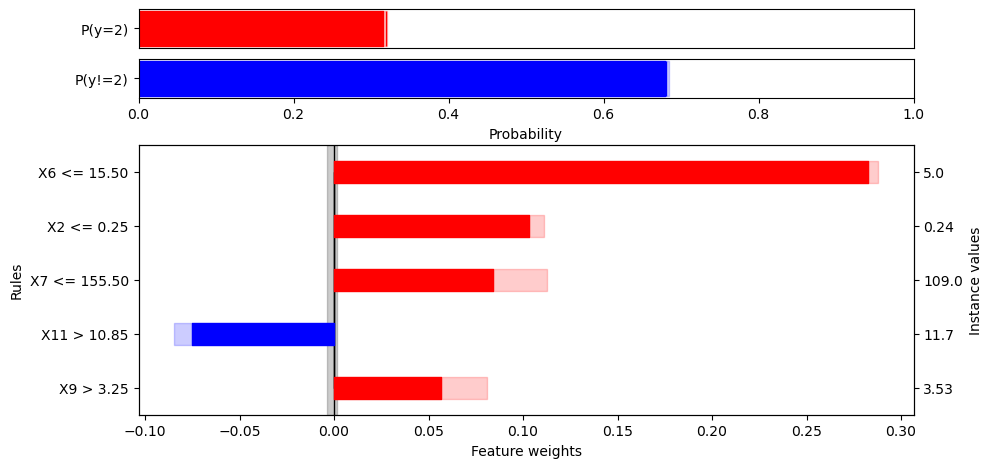 P(y=2)
P(y!=2)
0.0 0.2 0.4 0.6 0.8 1.0
Probability
X6 <= 15.50 5.0
X2 <= 0.25 0.24
X7 <= 155.50 109.0
X11 > 10.85 11.7
X9 > 3.25 3.53
Rules
Instance values
−0.10 −0.05 0.00 0.05 0.10 0.15 0.20 0.25 0.30
Feature weights